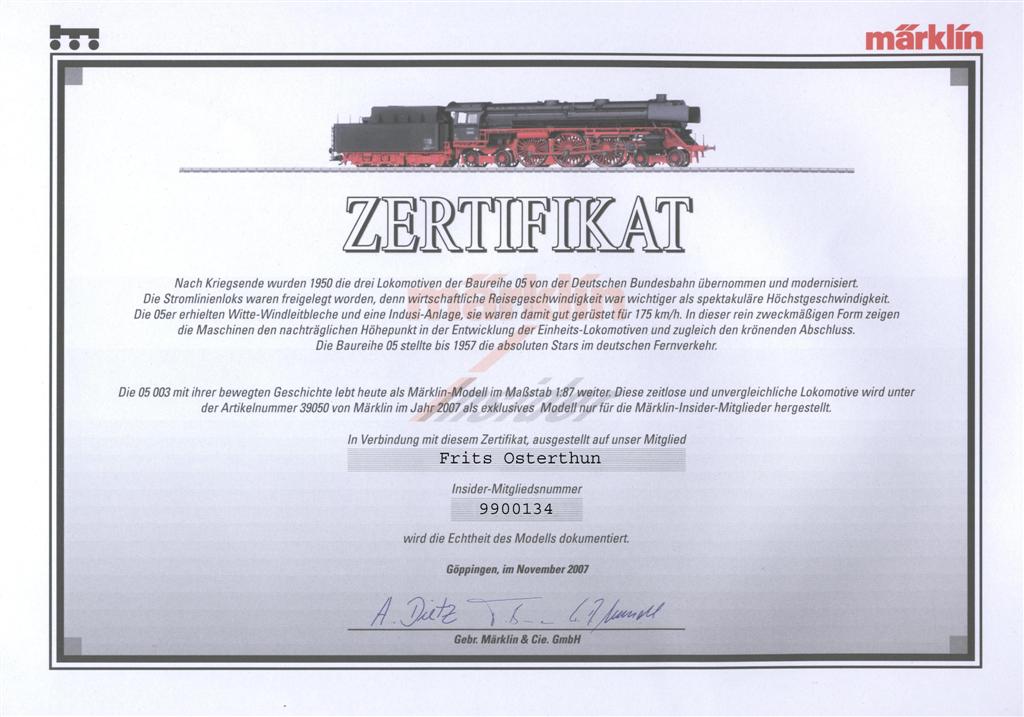 märklin
ZERTIFIKAT
Nach Kriegsende wurden 1950 die drei Lokomotiven der Baureihe 05 von der Deutschen Bundesbahn übernommen und modernisiert.
Die Stromlinienloks waren freigelegt worden, denn wirtschaftliche Reisegeschwindigkeit war wichtiger als spektakuläre Höchstgeschwindigkeit.
Die 05er erhielten Witte-Windleitbleche und eine Indusi-Anlage, sie waren damit gut gerüstet für 175 km/h. In dieser rein zweckmäßigen Form zeigen
die Maschinen den nachträglichen Höhepunkt in der Entwicklung der Einheits-Lokomotiven und zugleich den krönenden Abschluss.
Die Baureihe 05 stellte bis 1957 die absoluten Stars im deutschen Fernverkehr.
märklin
insider
Die 05 003 mit ihrer bewegten Geschichte lebt heute als Märklin-Modell im Maßstab 1:87 weiter. Diese zeitlose und unvergleichliche Lokomotive wird unter
der Artikelnummer 39050 von Märklin im Jahr 2007 als exklusives Modell nur für die Märklin-Insider-Mitglieder hergestellt.
In Verbindung mit diesem Zertifikat, ausgestellt auf unser Mitglied
Frits Osterthun
Insider-Mitgliedsnummer
9900134
wird die Echtheit des Modells dokumentiert.
Göppingen, im November 2007
A. Dietz
Gebr. Märklin & Cie. GmbH